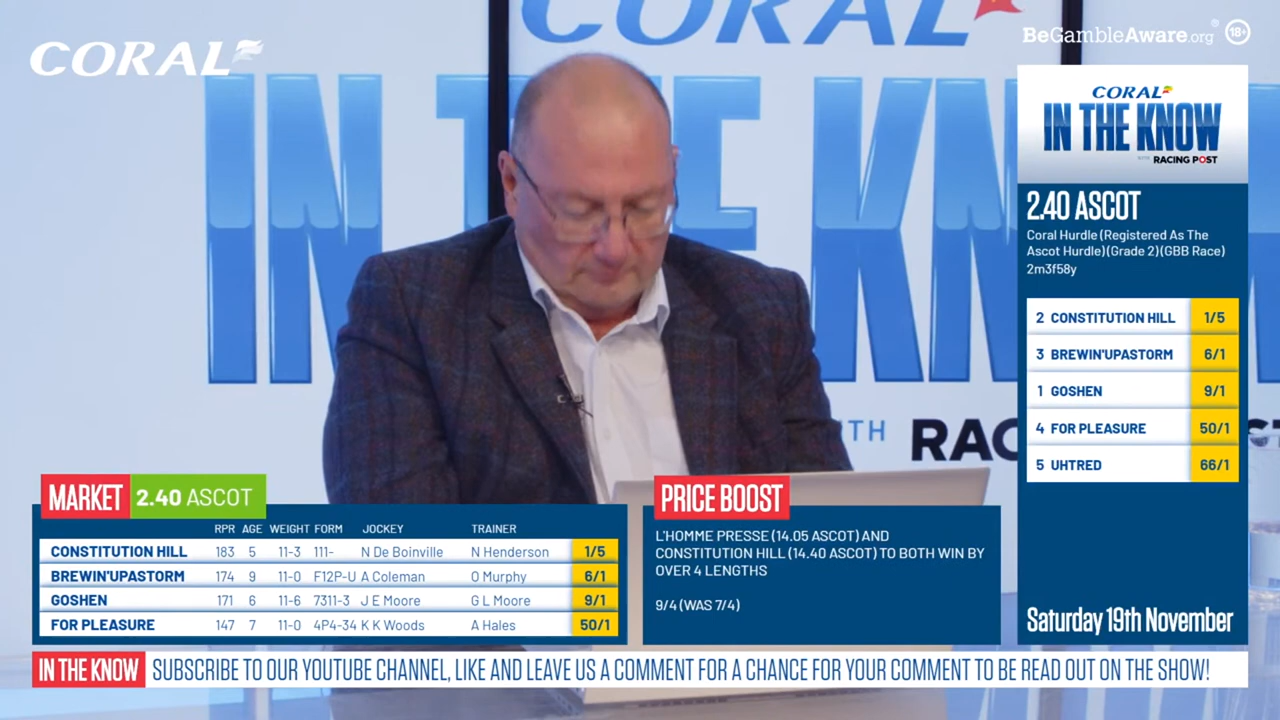 CORAL
CORAL
IN THE KNOW
TH
RAC
BeGambleAware.org® 18+
CORAL
IN THE KNOW
WITH RACING POST
2.40 ASCOT
Coral Hurdle (Registered As The
Ascot Hurdle) (Grade 2) (GBB Race)
2m3f58y
2 CONSTITUTION HILL 1/5
3 BREWIN'UPASTORM 6/1
1 GOSHEN 9/1
4 FOR PLEASURE 50/1
5 UHTRED 66/1
Saturday 19th November
MARKET 2.40 ASCOT
RPR AGE WEIGHT FORM JOCKEY TRAINER
CONSTITUTION HILL 183 5 11-3 111- N De Boinville N Henderson 1/5
BREWIN'UPASTORM 174 9 11-0 F12P-U A Coleman O Murphy 6/1
GOSHEN 171 6 11-6 7311-3 J E Moore G L Moore 9/1
FOR PLEASURE 147 7 11-0 4P4-34 K K Woods A Hales 50/1
PRICE BOOST
L'HOMME PRESSE (14.05 ASCOT) AND
CONSTITUTION HILL (14.40 ASCOT) TO BOTH WIN BY
OVER 4 LENGTHS
9/4 (WAS 7/4)
IN THE KNOW SUBSCRIBE TO OUR YOUTUBE CHANNEL, LIKE AND LEAVE US A COMMENT FOR A CHANCE FOR YOUR COMMENT TO BE READ OUT ON THE SHOW!